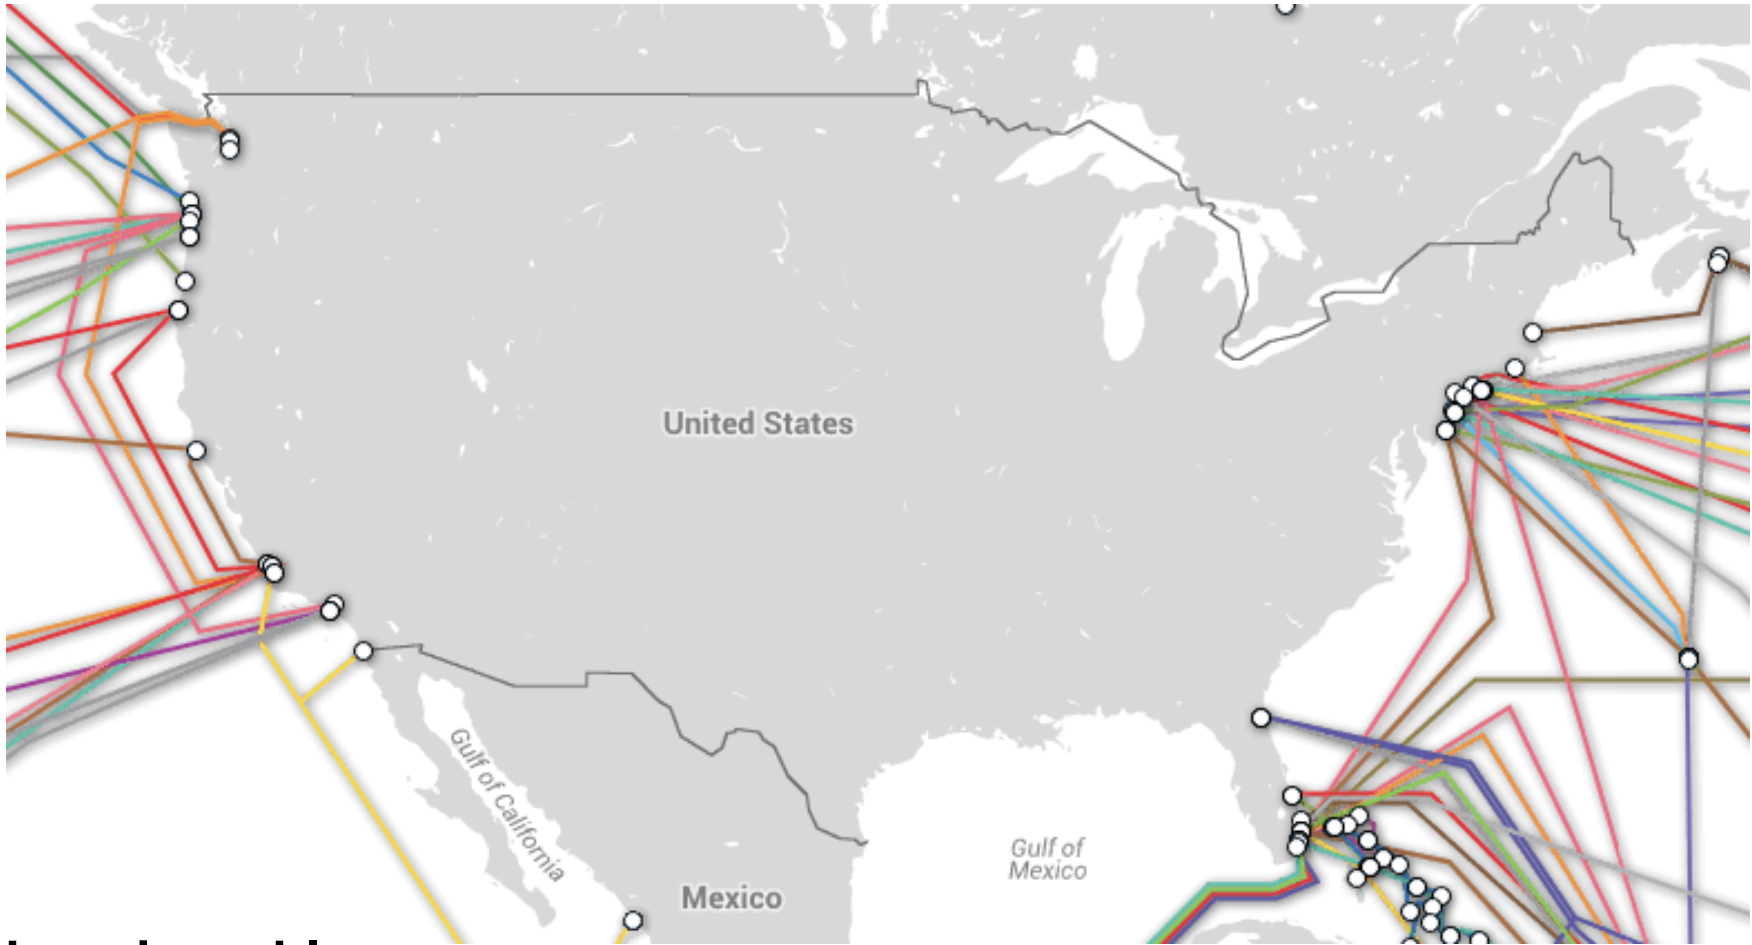 United States
Gulf of California
Gulf of
Mexico
Mexico